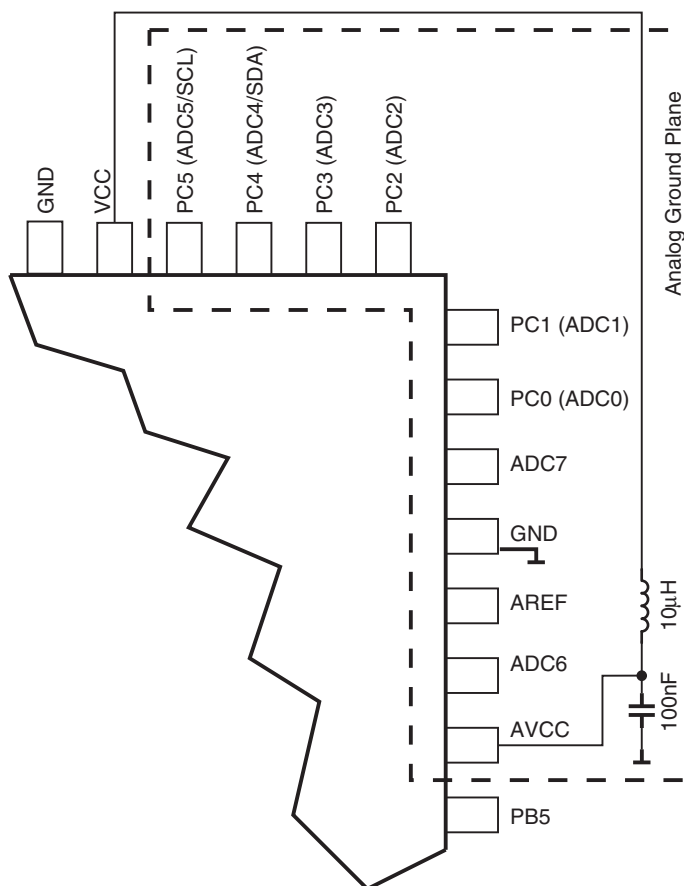 GND
VCC
PC5 (ADC5/SCL)
PC4 (ADC4/SDA)
PC3 (ADC3)
PC2 (ADC2)
Analog Ground Plane
PC1 (ADC1)
PC0 (ADC0)
ADC7
GND
AREF
ADC6
AVCC
PB5
10μH
100nF